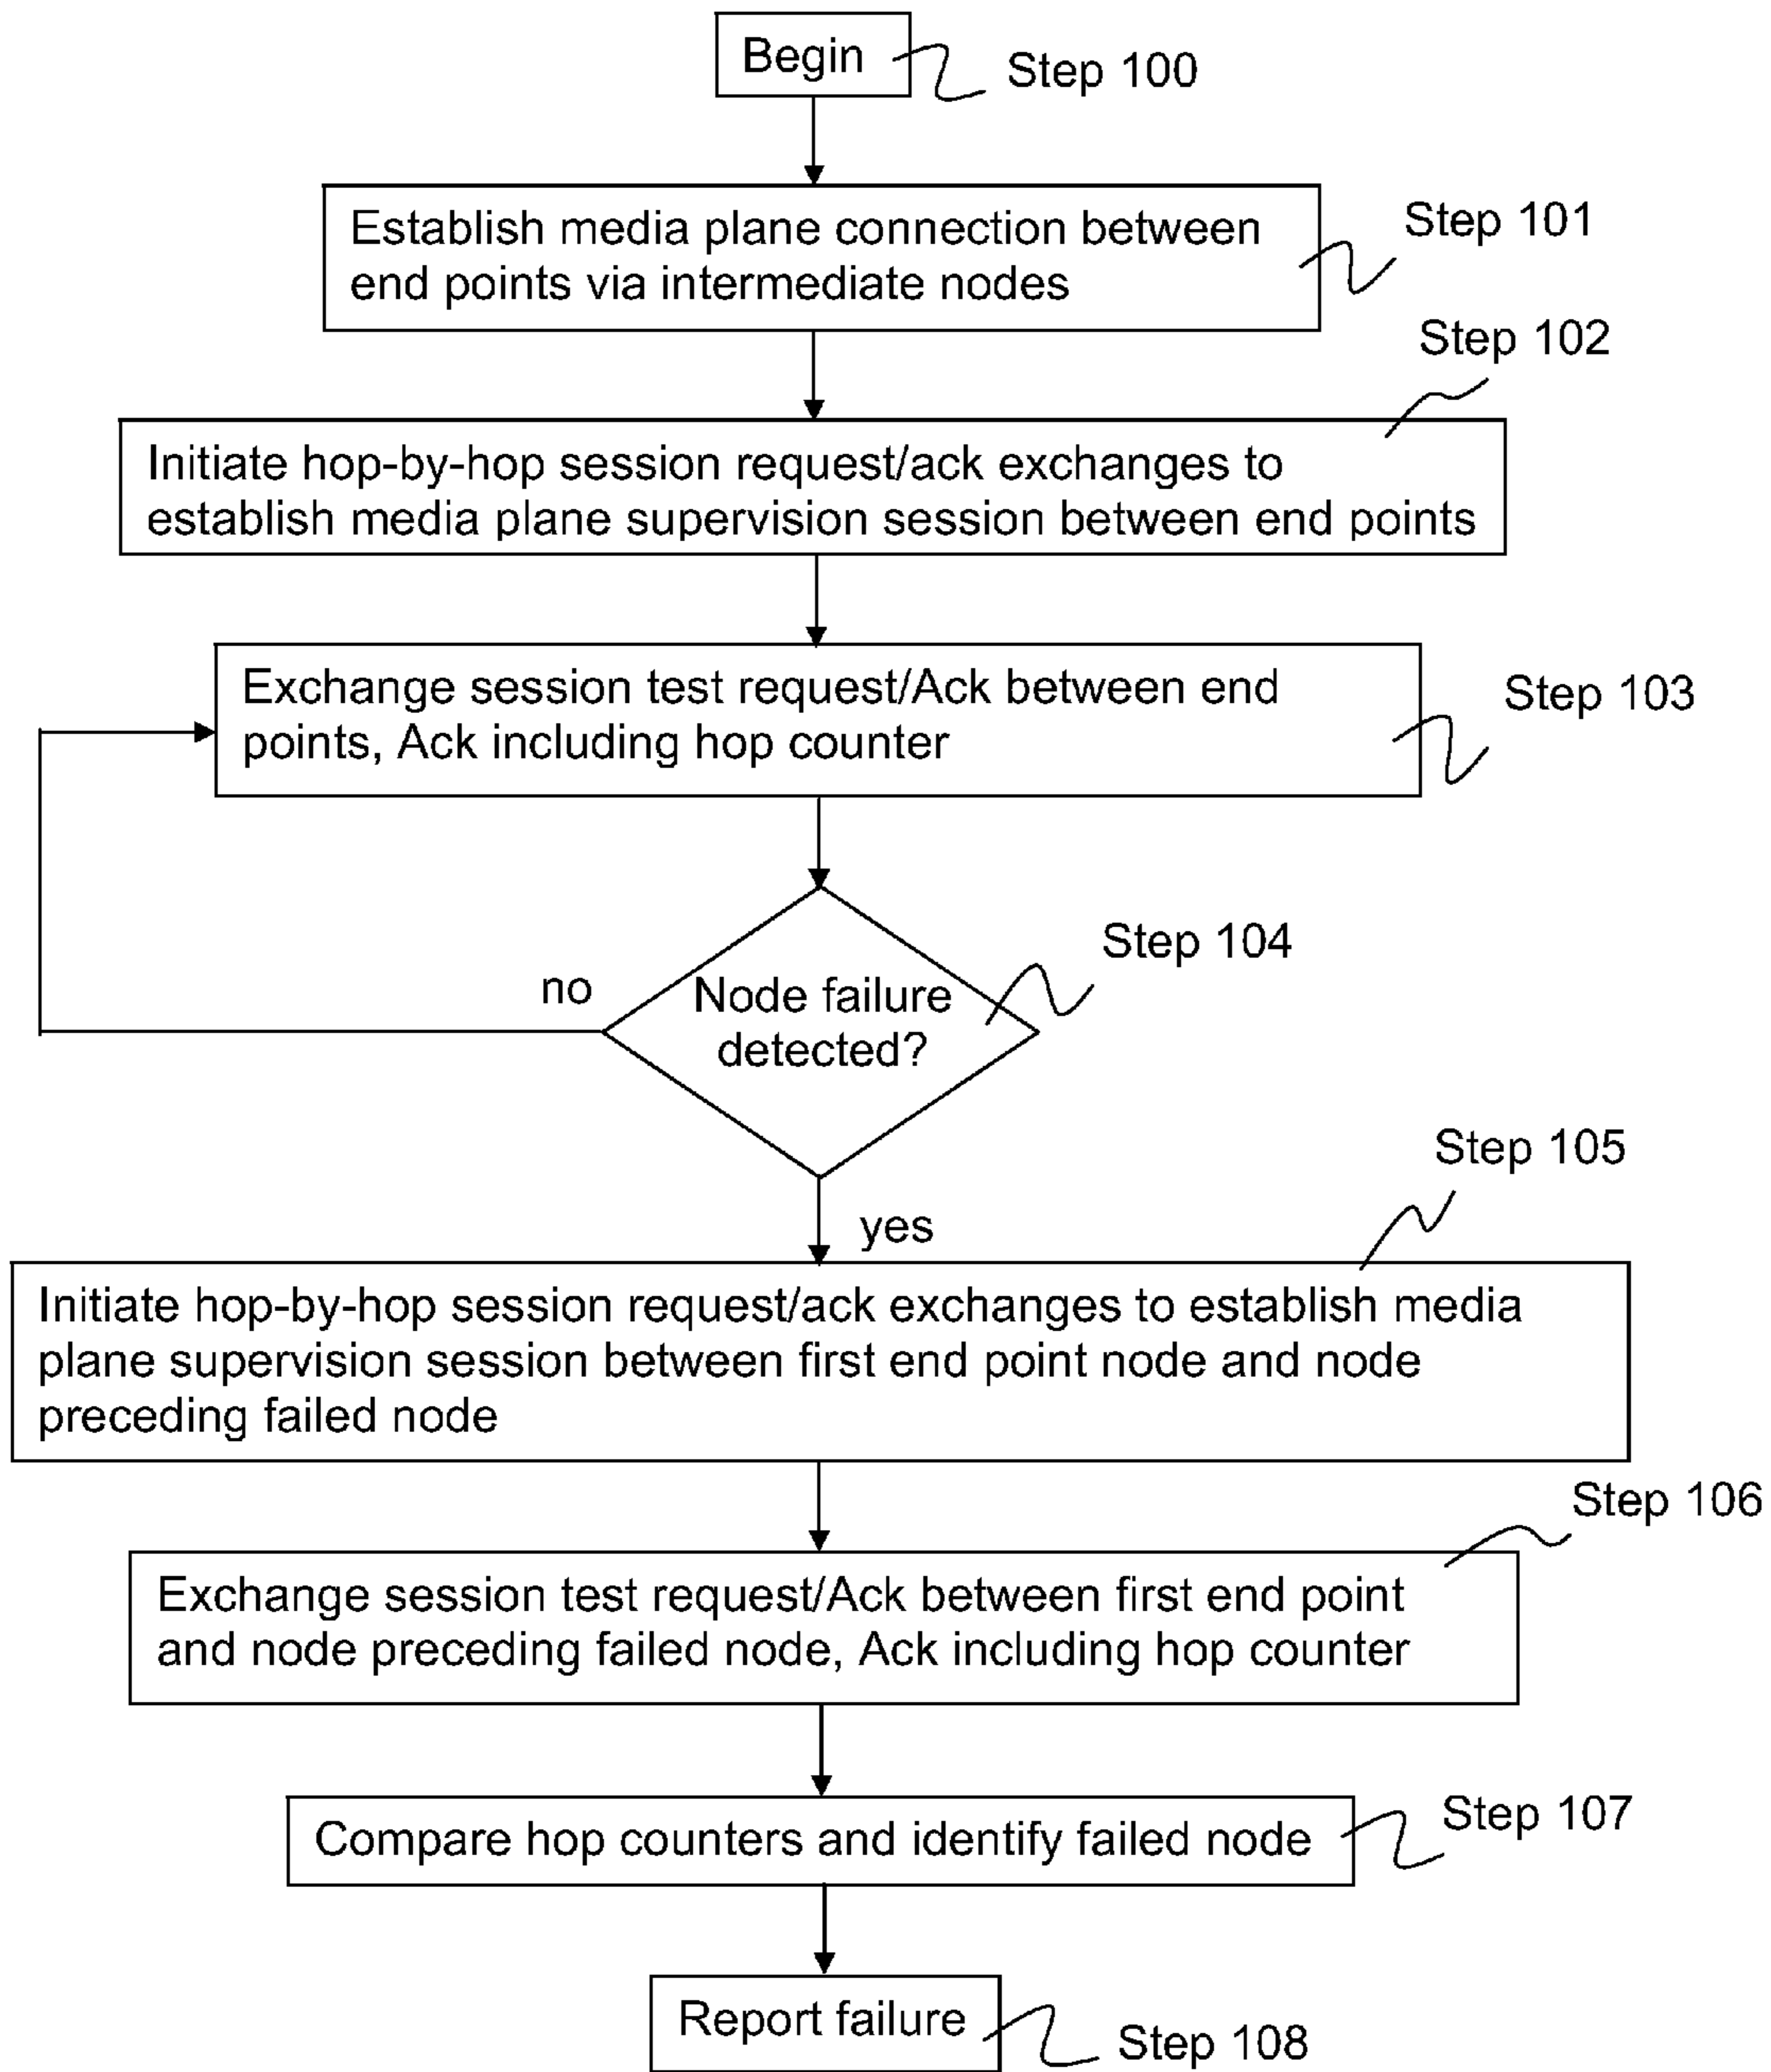 Begin
Step 100
Establish media plane connection between
end points via intermediate nodes
Step 101
Step 102
Initiate hop-by-hop session request/ack exchanges to
establish media plane supervision session between end points
Exchange session test request/Ack between end
points, Ack including hop counter
Step 103
Step 104
no
Node failure
detected?
yes
Step 105
Initiate hop-by-hop session request/ack exchanges to establish media
plane supervision session between first end point node and node
preceding failed node
Step 106
Exchange session test request/Ack between first end point
and node preceding failed node, Ack including hop counter
Compare hop counters and identify failed node
Step 107
Report failure
Step 108